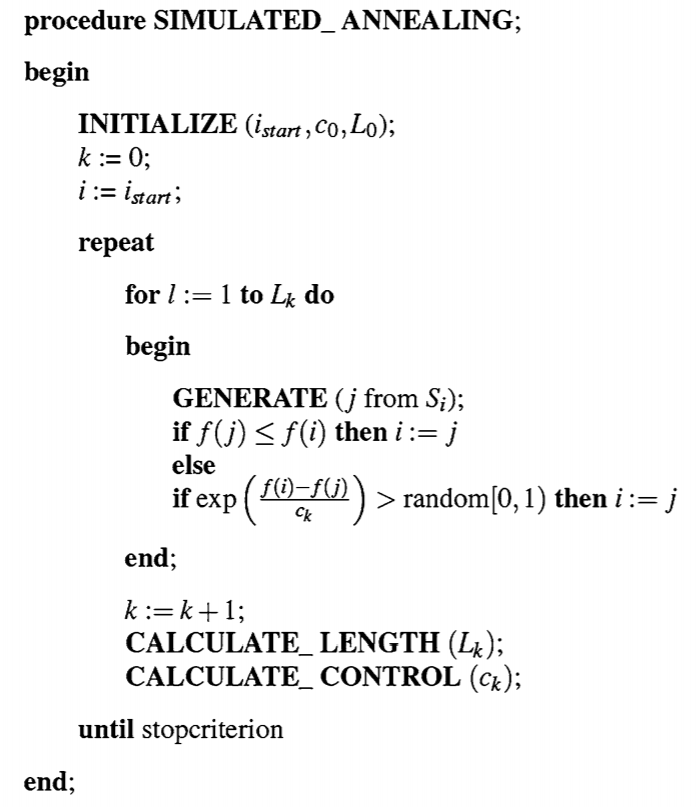 procedure SIMULATED_ ANNEALING;
begin
INITIALIZE (i_start, c_0, L_0);
k := 0;
i := i_start;
repeat
for l := 1 to L_k do
begin
GENERATE (j from S_i);
if f(j) ≤ f(i) then i := j
else
if exp ( (f(i)−f(j)) / c_k ) > random[0, 1) then i := j
end;
k := k + 1;
CALCULATE_ LENGTH (L_k);
CALCULATE_ CONTROL (c_k);
until stopcriterion
end;